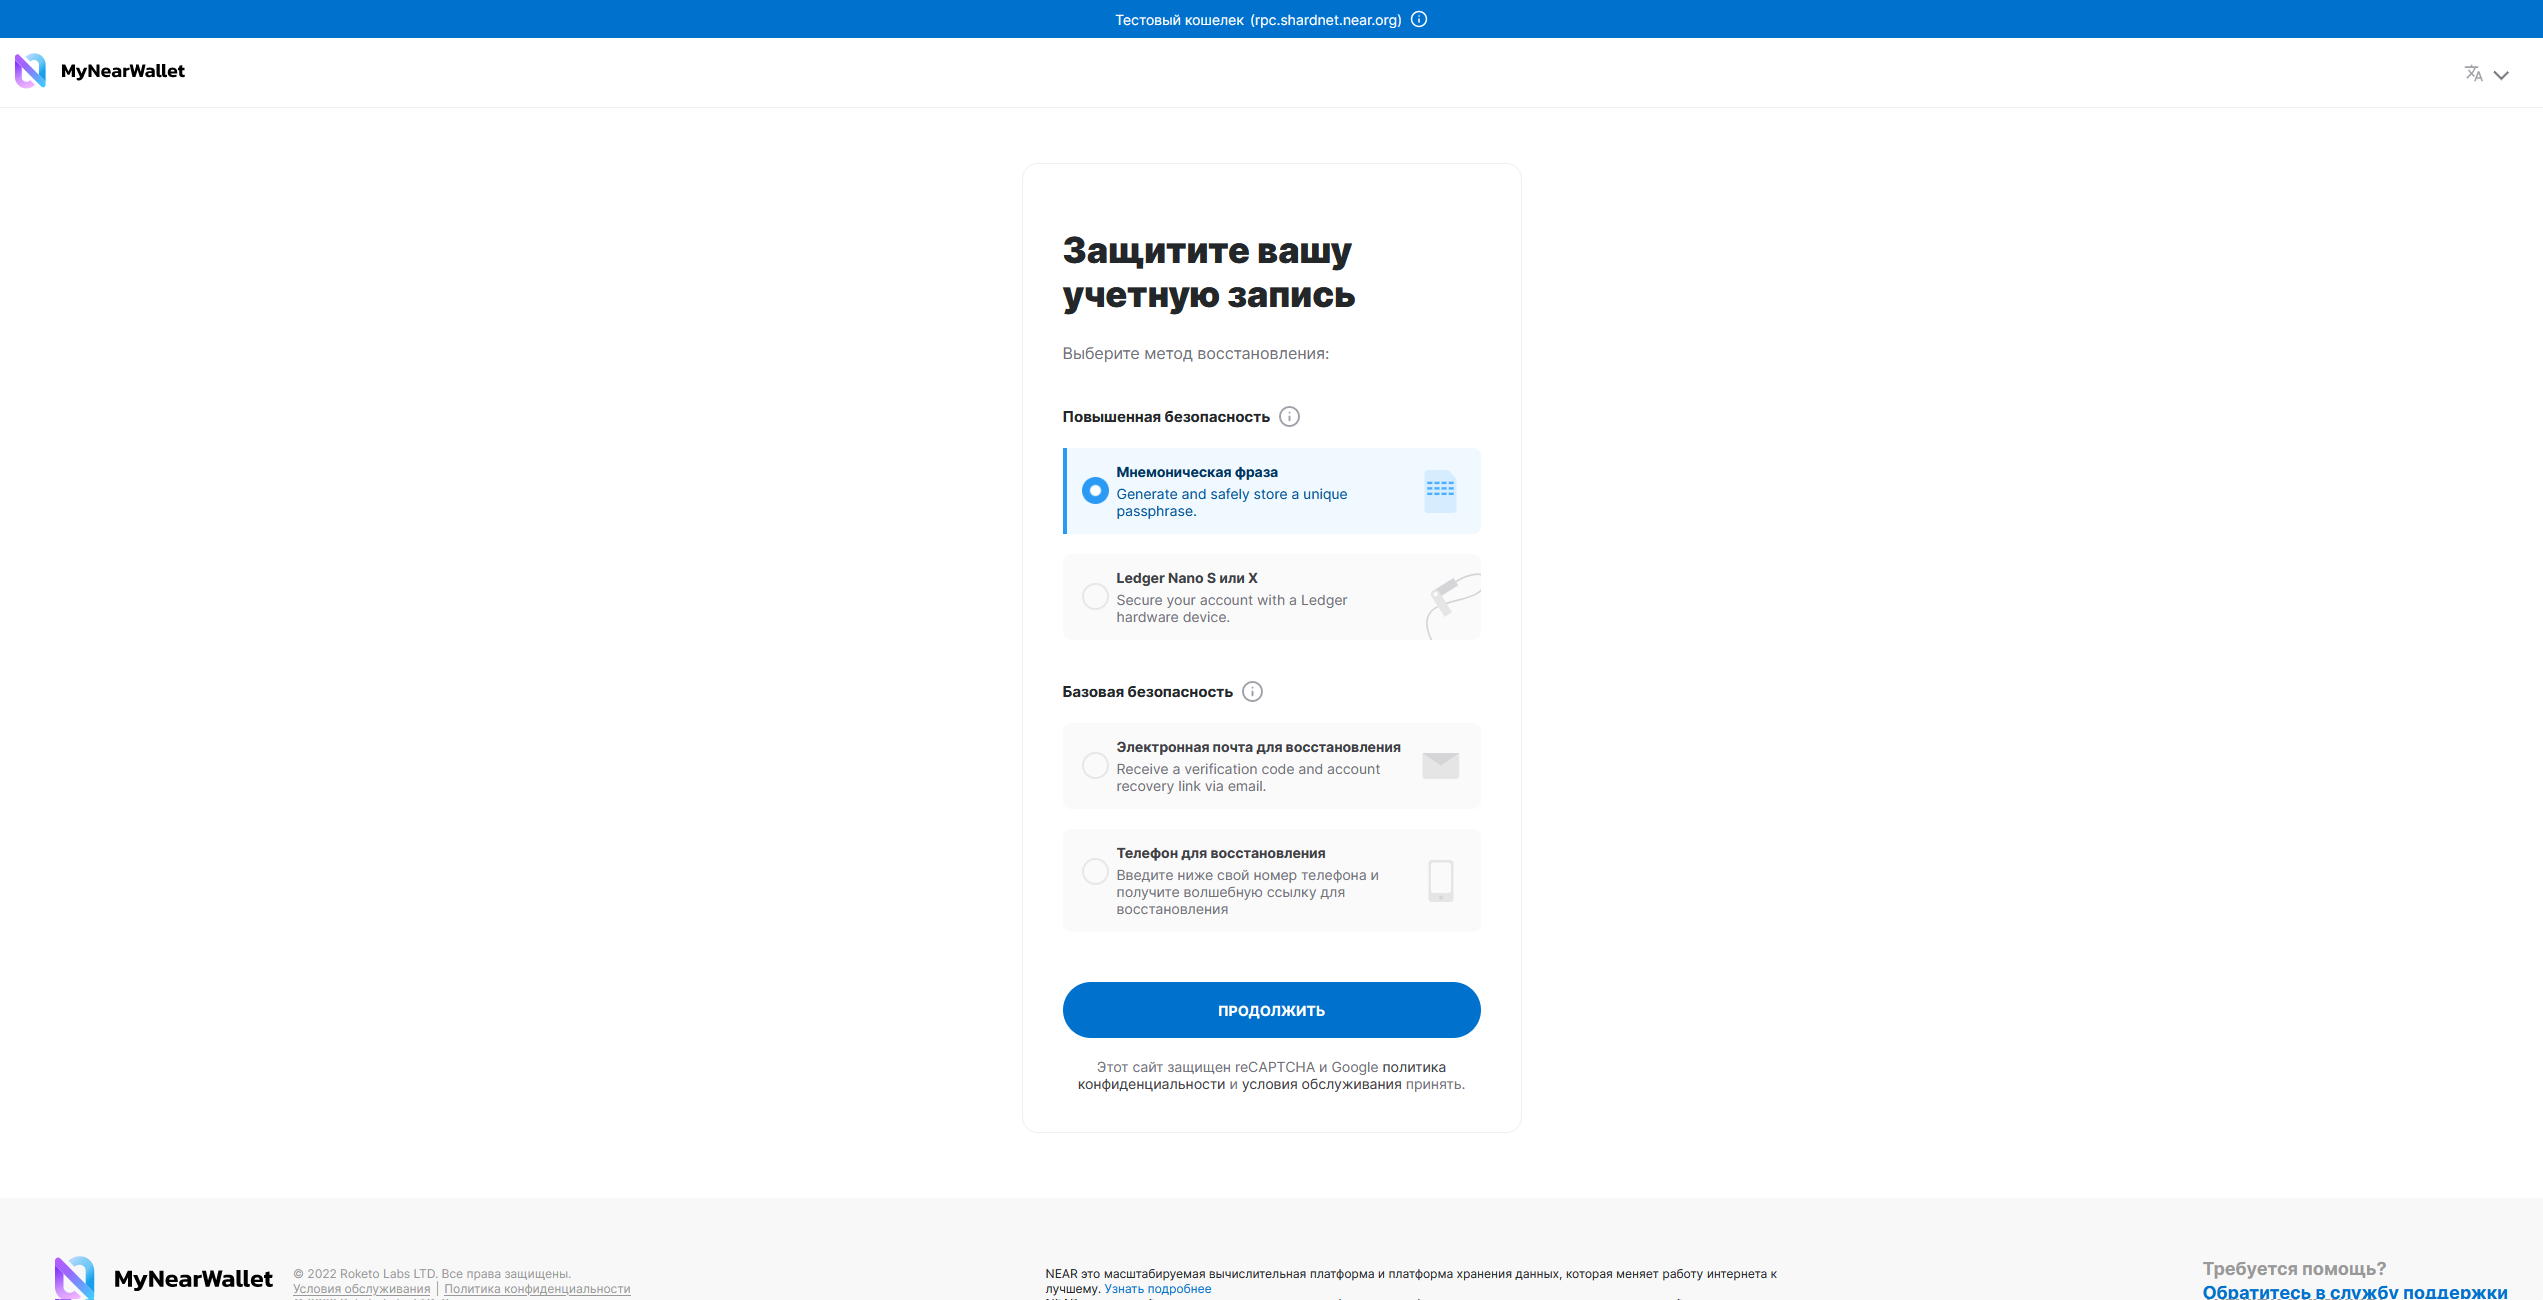 Тестовый кошелек (rpc.shardnet.near.org)
MyNearWallet
Защитите вашу
учетную запись
Выберите метод восстановления:
Повышенная безопасность
Мнемоническая фраза
Generate and safely store a unique
passphrase.
Ledger Nano S или X
Secure your account with a Ledger
hardware device.
Базовая безопасность
Электронная почта для восстановления
Receive a verification code and account
recovery link via email.
Телефон для восстановления
Введите ниже свой номер телефона и
получите волшебную ссылку для
восстановления
ПРОДОЛЖИТЬ
Этот сайт защищен reCAPTCHA и Google политика
конфиденциальности и условия обслуживания принять.
MyNearWallet
© 2022 Roketo Labs LTD. Все права защищены.
Условия обслуживания | Политика конфиденциальности
NEAR это масштабируемая вычислительная платформа и платформа хранения данных, которая меняет работу интернета к
лучшему. Узнать подробнее
Требуется помощь?
Обратитесь в службу поддержки